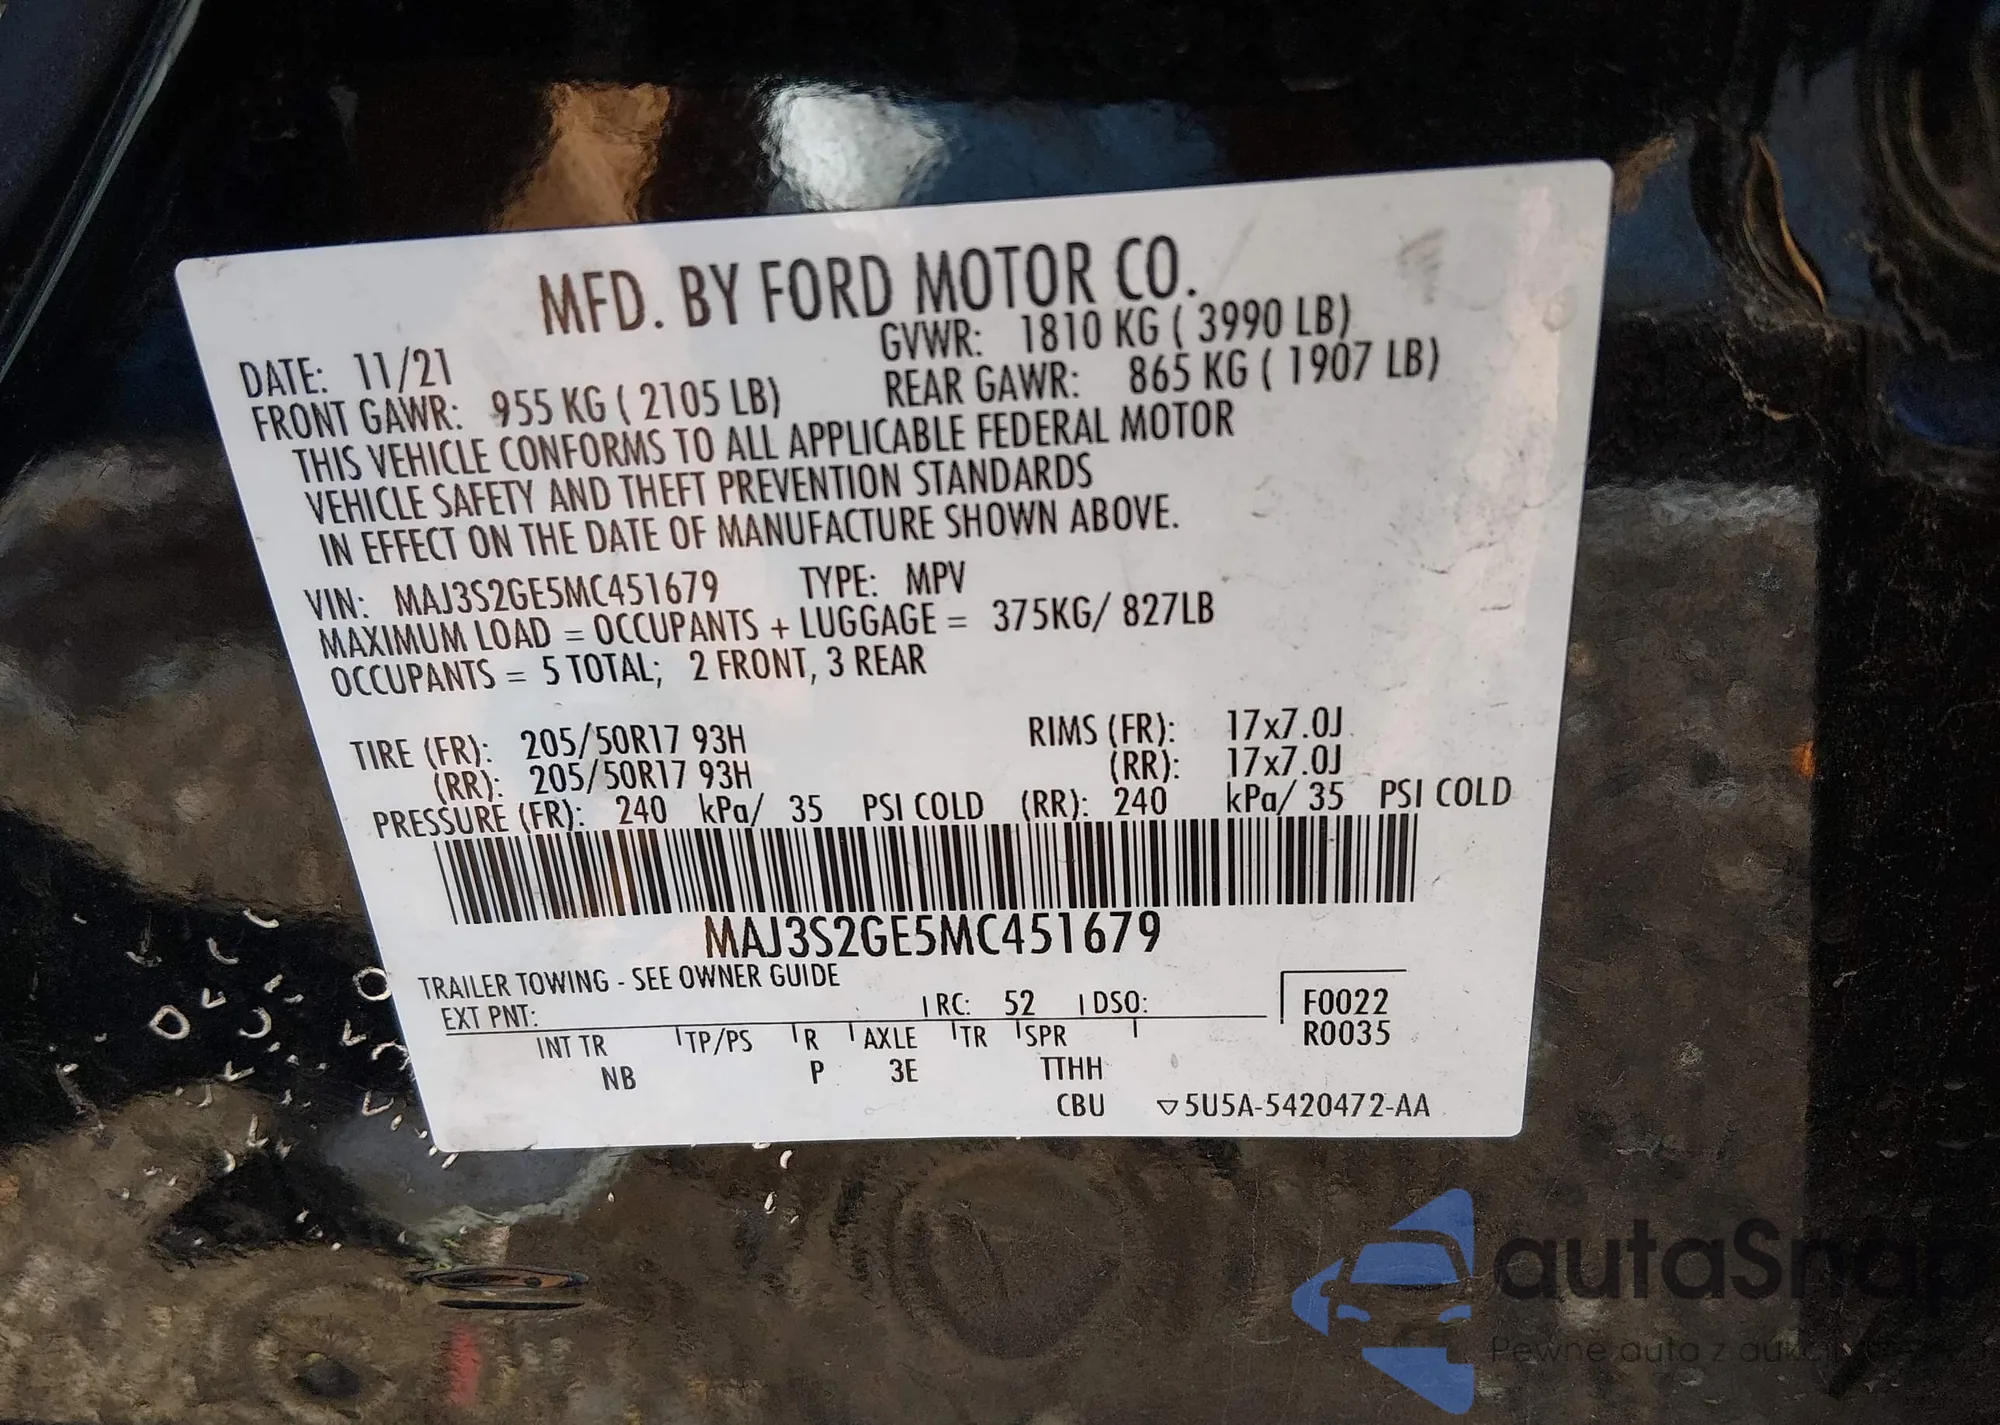 MFD. BY FORD MOTOR CO.
DATE: 11/21 GVWR: 1810 KG ( 3990 LB)
FRONT GAWR: 955 KG ( 2105 LB) REAR GAWR: 865 KG ( 1907 LB)
THIS VEHICLE CONFORMS TO ALL APPLICABLE FEDERAL MOTOR
VEHICLE SAFETY AND THEFT PREVENTION STANDARDS
IN EFFECT ON THE DATE OF MANUFACTURE SHOWN ABOVE.
VIN: MAJ3S2GE5MC451679 TYPE: MPV
MAXIMUM LOAD = OCCUPANTS + LUGGAGE = 375KG/ 827LB
OCCUPANTS = 5 TOTAL; 2 FRONT, 3 REAR
TIRE (FR): 205/50R17 93H RIMS (FR): 17x7.0J
(RR): 205/50R17 93H (RR): 17x7.0J
PRESSURE (FR): 240 kPa/ 35 PSI COLD (RR): 240 kPa/ 35 PSI COLD
MAJ3S2GE5MC451679
TRAILER TOWING - SEE OWNER GUIDE
EXT PNT: RC: 52 DSO: F0022
R0035
INT TR TP/PS R AXLE TR SPR
NB P 3E TTHH
CBU ▽5U5A-5420472-AA
autaSnap
Pewne auta z